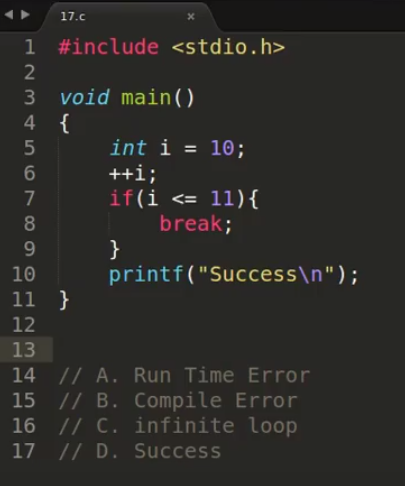 17.c ×
1 #include <stdio.h>
2
3 void main()
4 {
5     int i = 10;
6     ++i;
7     if(i <= 11){
8         break;
9     }
10     printf("Success\n");
11 }
12
13
14 // A. Run Time Error
15 // B. Compile Error
16 // C. infinite loop
17 // D. Success